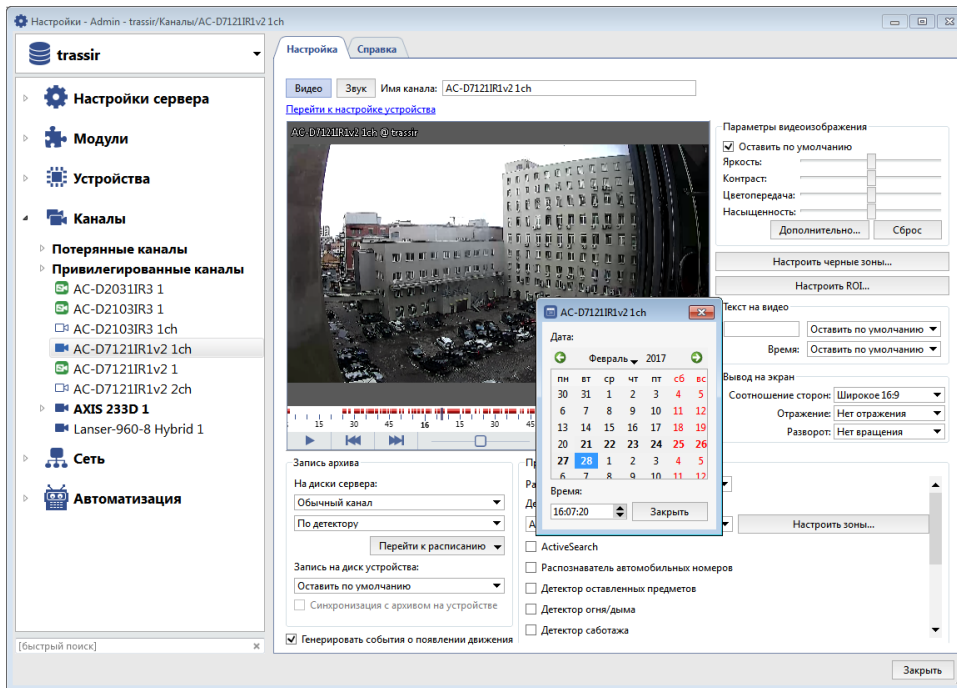 Настройки - Admin - trassir/Каналы/AC-D7121IR1v2 1ch
trassir
Настройки сервера
Модули
Устройства
Каналы
Потерянные каналы
Привилегированные каналы
AC-D2031IR3 1
AC-D2103IR3 1
AC-D2103IR3 1ch
AC-D7121IR1v2 1ch
AC-D7121IR1v2 1
AC-D7121IR1v2 2ch
AXIS 233D 1
Lanser-960-8 Hybrid 1
Сеть
Автоматизация
[быстрый поиск]
Настройка Справка
Видео Звук Имя канала: AC-D7121IR1v2 1ch
Перейти к настройке устройства
AC-D7121IR1v2 1ch @ trassir
15 30 45 16 15 30 45
Запись архива
На диски сервера:
Обычный канал
По детектору
Перейти к расписанию
Запись на диск устройства:
Оставить по умолчанию
Синхронизация с архивом на устройстве
Генерировать события о появлении движения
Параметры видеоизображения
Оставить по умолчанию
Яркость:
Контраст:
Цветопередача:
Насыщенность:
Дополнительно... Сброс
Настроить черные зоны...
Настроить ROI...
Текст на видео
Оставить по умолчанию
Время: Оставить по умолчанию
Вывод на экран
Соотношение сторон: Широкое 16:9
Отражение: Нет отражения
Разворот: Нет вращения
AC-D7121IR1v2 1ch
Дата:
Февраль 2017
пн вт ср чт пт сб вс
30 31 1 2 3 4 5
6 7 8 9 10 11 12
13 14 15 16 17 18 19
20 21 22 23 24 25 26
27 28 1 2 3 4 5
6 7 8 9 10 11 12
Время:
16:07:20 Закрыть
Настроить зоны...
ActiveSearch
Распознаватель автомобильных номеров
Детектор оставленных предметов
Детектор огня/дыма
Детектор саботажа
Закрыть